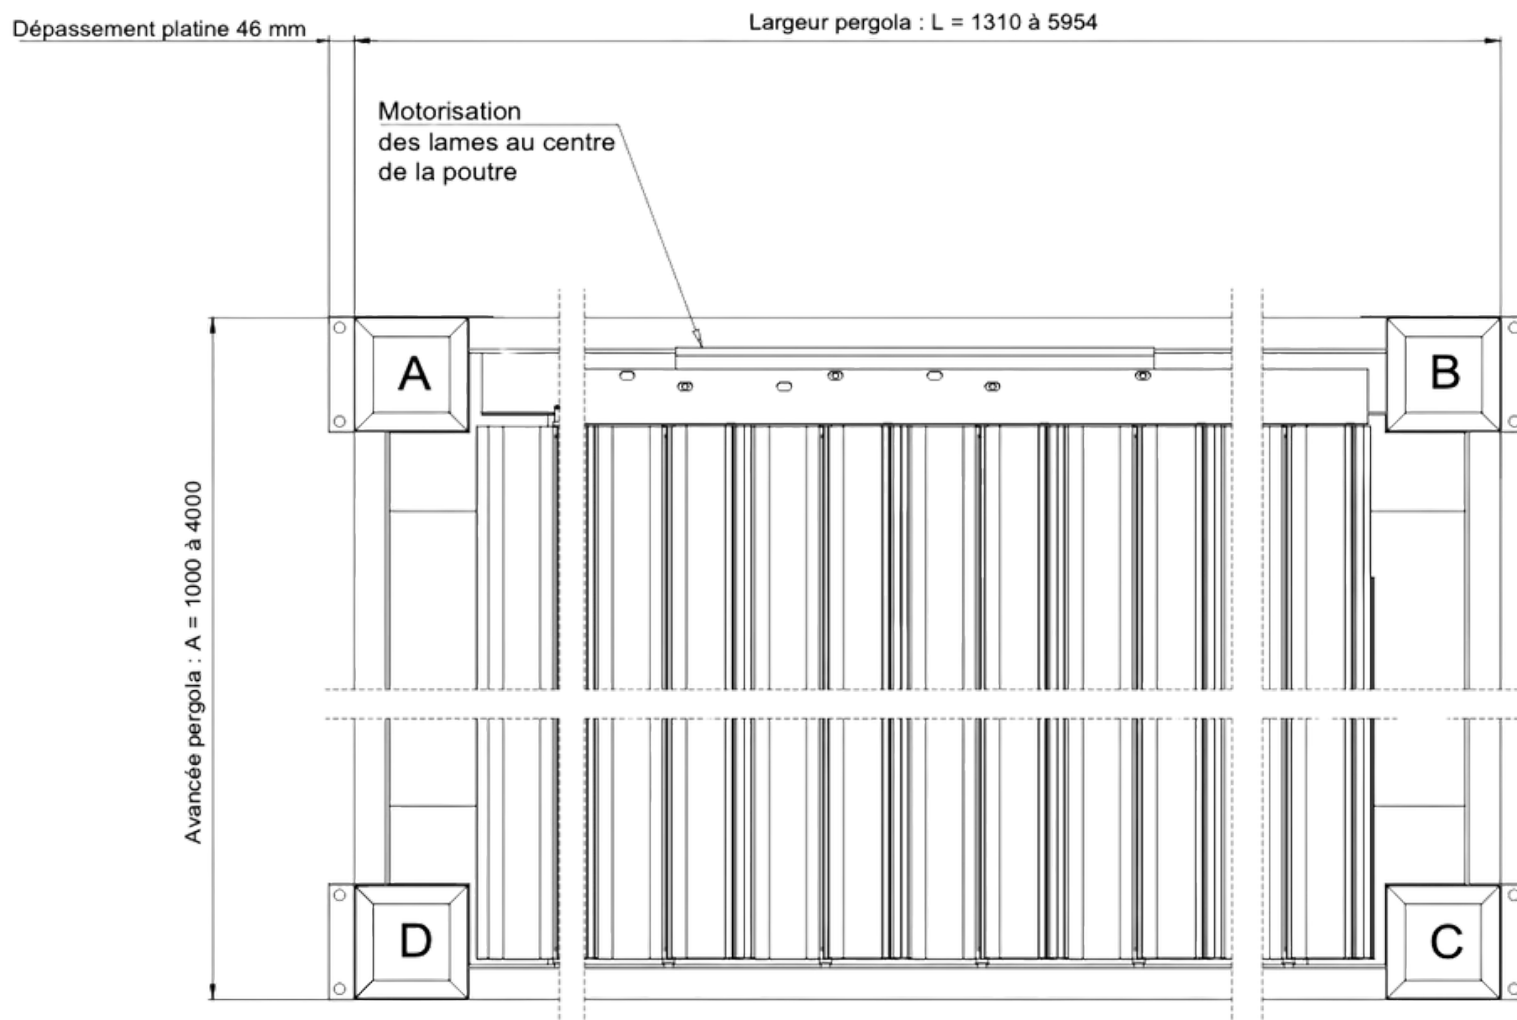 Dépassement platine 46 mm
Largeur pergola : L = 1310 à 5954
Motorisation
des lames au centre
de la poutre
A
B
Avancée pergola : A = 1000 à 4000
D
C